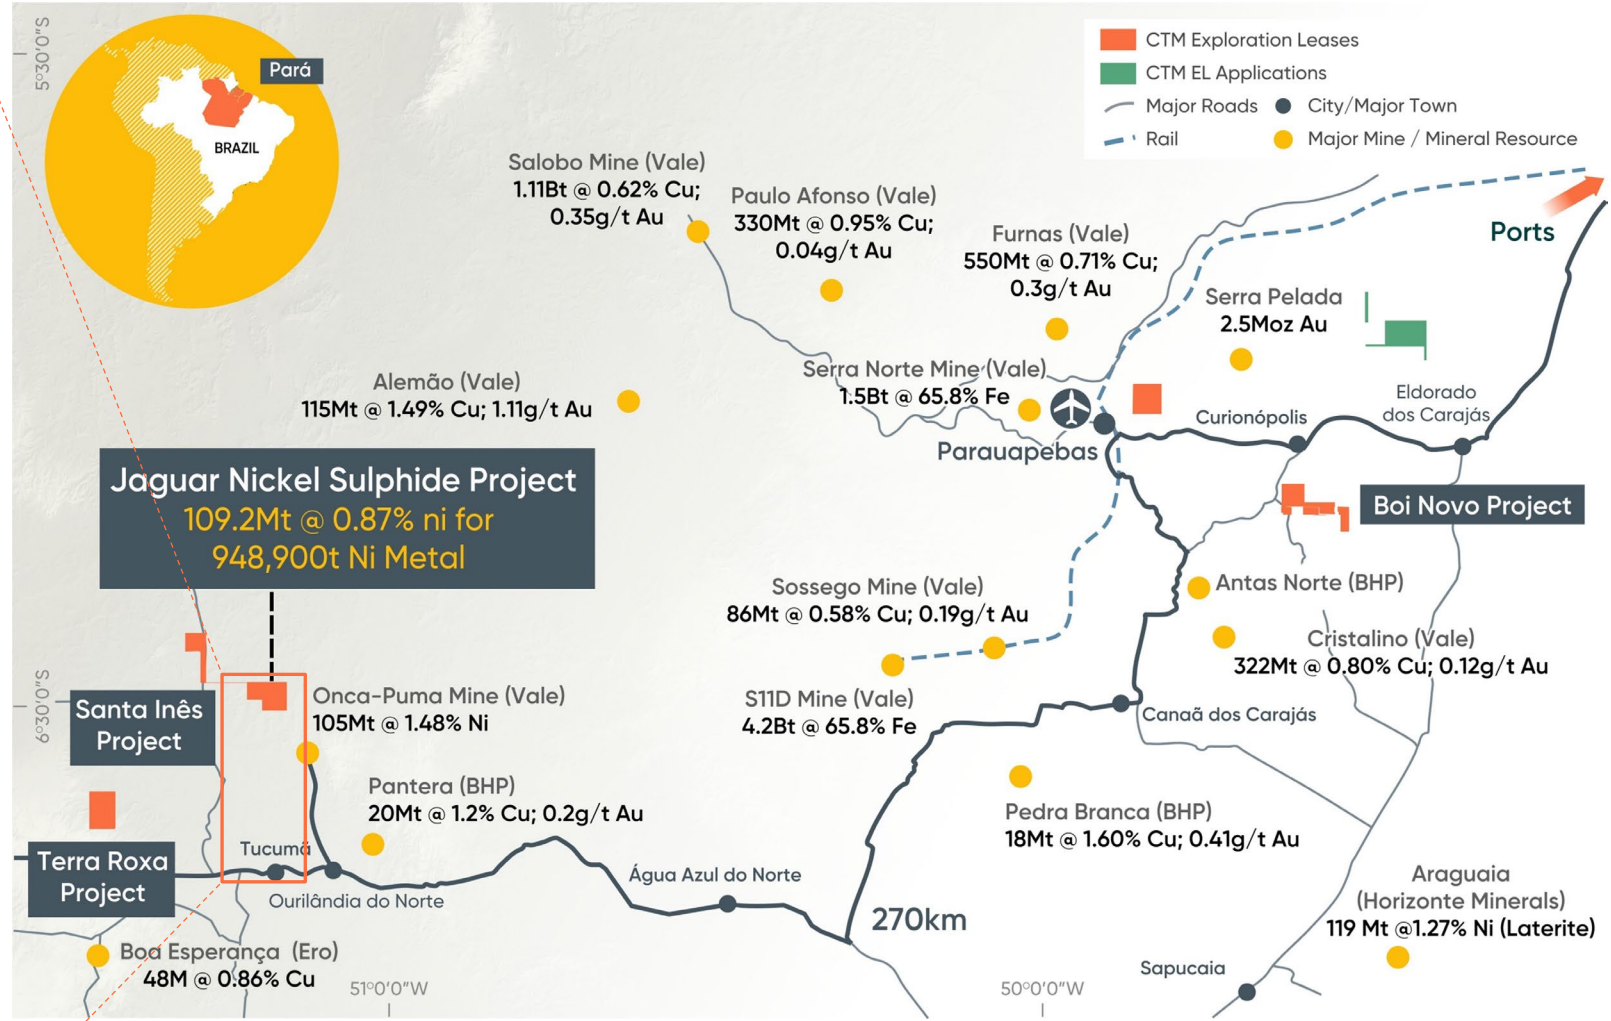 5°30'0"S
Pará
BRAZIL
CTM Exploration Leases
CTM EL Applications
Major Roads
City/Major Town
Rail
Major Mine / Mineral Resource
Salobo Mine (Vale)
1.11Bt @ 0.62% Cu;
0.35g/t Au
Paulo Afonso (Vale)
330Mt @ 0.95% Cu;
0.04g/t Au
Furnas (Vale)
550Mt @ 0.71% Cu;
0.3g/t Au
Ports
Serra Pelada
2.5Moz Au
Alemão (Vale)
115Mt @ 1.49% Cu; 1.11g/t Au
Serra Norte Mine (Vale)
1.5Bt @ 65.8% Fe
Parauapebas
Curionópolis
Eldorado
dos Carajás
Jaguar Nickel Sulphide Project
109.2Mt @ 0.87% ni for
948,900t Ni Metal
Boi Novo Project
Sossego Mine (Vale)
86Mt @ 0.58% Cu; 0.19g/t Au
Antas Norte (BHP)
Cristalino (Vale)
322Mt @ 0.80% Cu; 0.12g/t Au
6°30'0"S
Santa Inês
Project
Onca-Puma Mine (Vale)
105Mt @ 1.48% Ni
S11D Mine (Vale)
4.2Bt @ 65.8% Fe
Canaã dos Carajás
Pantera (BHP)
20Mt @ 1.2% Cu; 0.2g/t Au
Pedra Branca (BHP)
18Mt @ 1.60% Cu; 0.41g/t Au
Terra Roxa
Project
Tucumã
Ourilândia do Norte
Água Azul do Norte
270km
Araguaia
(Horizonte Minerals)
119 Mt @1.27% Ni (Laterite)
Boa Esperança (Ero)
48M @ 0.86% Cu
Sapucaia
51°0'0"W
50°0'0"W